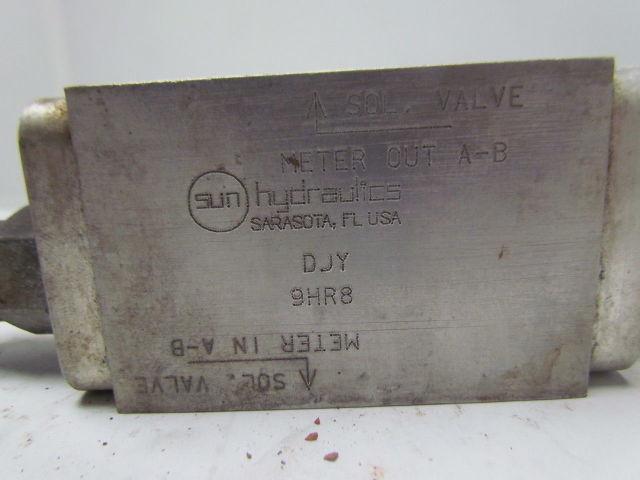 SOL. VALVE
METER OUT A-B
sun hydraulics
SARASOTA, FL USA
DJY
9HR8
METER IN A-B
SOL. VALVE